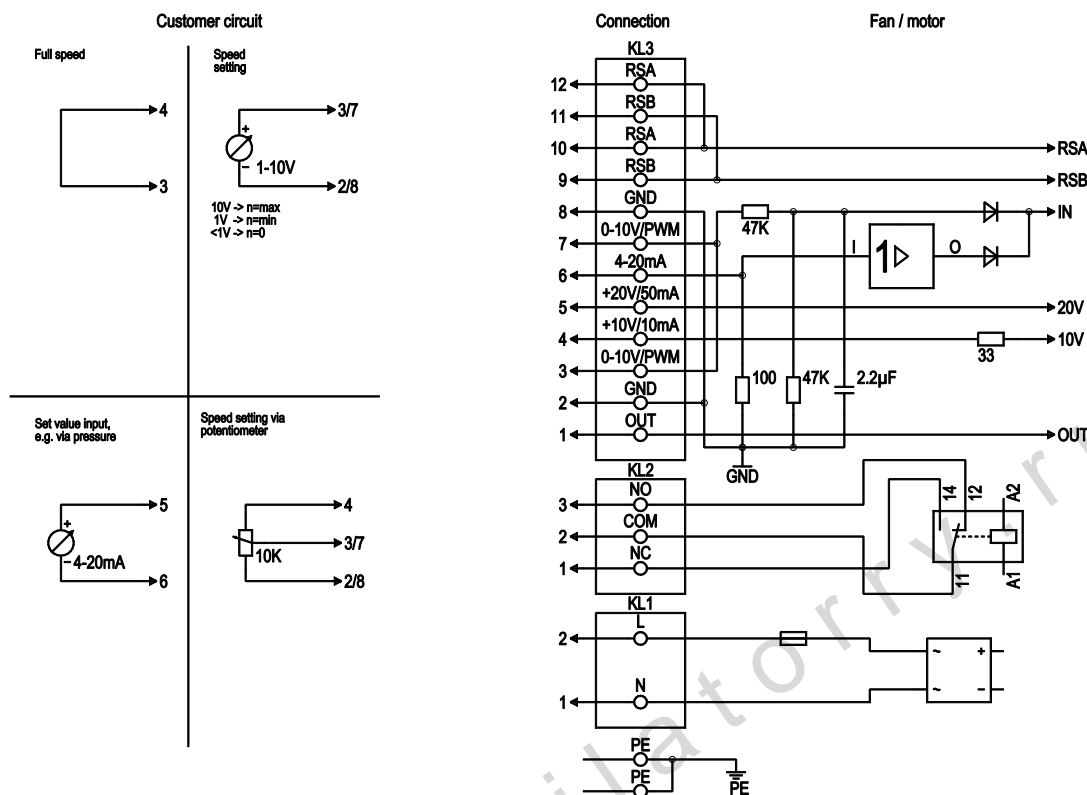 Customer circuit
Connection
Fan / motor
Full speed
4
3
Speed
setting
3/7
+
− 1-10V
2/8
10V -> n=max
1V -> n=min
<1V -> n=0
Set value input,
e.g. via pressure
5
+
− 4-20mA
6
Speed setting via
potentiometer
4
3/7
10K
2/8
KL3
RSA
12
RSB
11
RSA
10
RSA
RSB
9
RSB
GND
8
IN
47K
0-10V/PWM
7
I
1
O
4-20mA
6
+20V/50mA
5
20V
+10V/10mA
4
10V
33
0-10V/PWM
3
100
47K
2.2µF
GND
2
OUT
1
OUT
GND
KL2
NO
3
COM
2
NC
1
14
12
A2
11
A1
KL1
L
2
~
+
N
1
~
−
PE
PE
PE
ilatorry.r